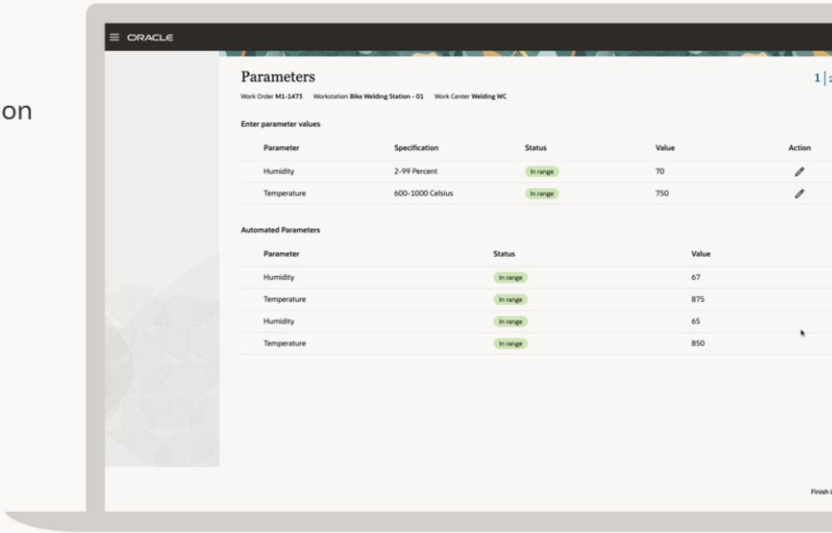 on
ORACLE
Parameters
1 | 2
Work Order M1-1473 Workstation Bike Welding Station - 01 Work Center Welding WC
Enter parameter values
Parameter Specification Status Value Action
Humidity 2-99 Percent In range 70
Temperature 600-1000 Celsius In range 750
Automated Parameters
Parameter Status Value
Humidity In range 67
Temperature In range 875
Humidity In range 65
Temperature In range 850
Finish